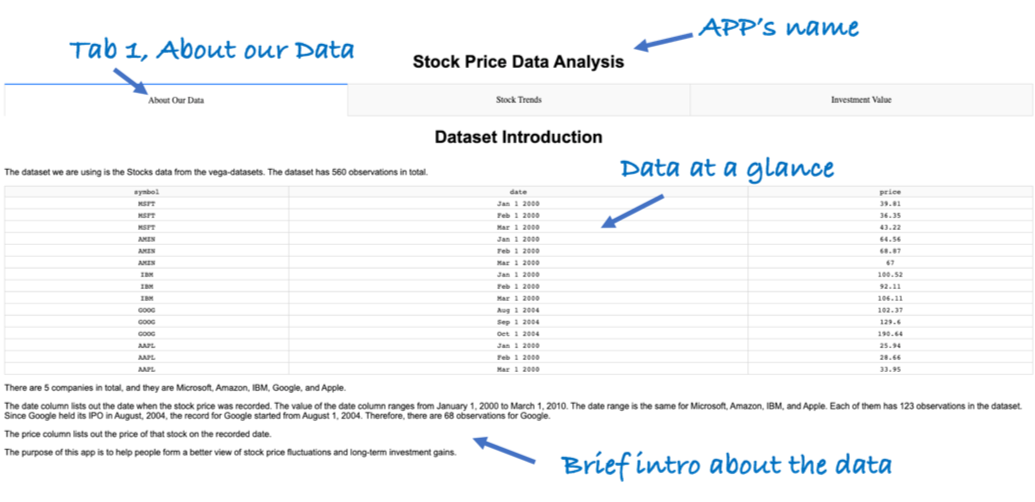 APP's name
Tab 1, About our Data
Stock Price Data Analysis
About Our Data Stock Trends Investment Value
Dataset Introduction
Data at a glance
The dataset we are using is the Stocks data from the vega-datasets. The dataset has 560 observations in total.
symbol date price
MSFT Jan 1 2000 39.81
MSFT Feb 1 2000 36.35
MSFT Mar 1 2000 43.22
AMZN Jan 1 2000 64.56
AMZN Feb 1 2000 68.87
AMZN Mar 1 2000 67
IBM Jan 1 2000 100.52
IBM Feb 1 2000 92.11
IBM Mar 1 2000 106.11
GOOG Aug 1 2004 102.37
GOOG Sep 1 2004 129.6
GOOG Oct 1 2004 190.64
AAPL Jan 1 2000 25.94
AAPL Feb 1 2000 28.66
AAPL Mar 1 2000 33.95
There are 5 companies in total, and they are Microsoft, Amazon, IBM, Google, and Apple.
The date column lists out the date when the stock price was recorded. The value of the date column ranges from January 1, 2000 to March 1, 2010. The date range is the same for Microsoft, Amazon, IBM, and Apple. Each of them has 123 observations in the dataset.
Since Google held its IPO in August, 2004, the record for Google started from August 1, 2004. Therefore, there are 68 observations for Google.
The price column lists out the price of that stock on the recorded date.
The purpose of this app is to help people form a better view of stock price fluctuations and long-term investment gains.
Brief intro about the data